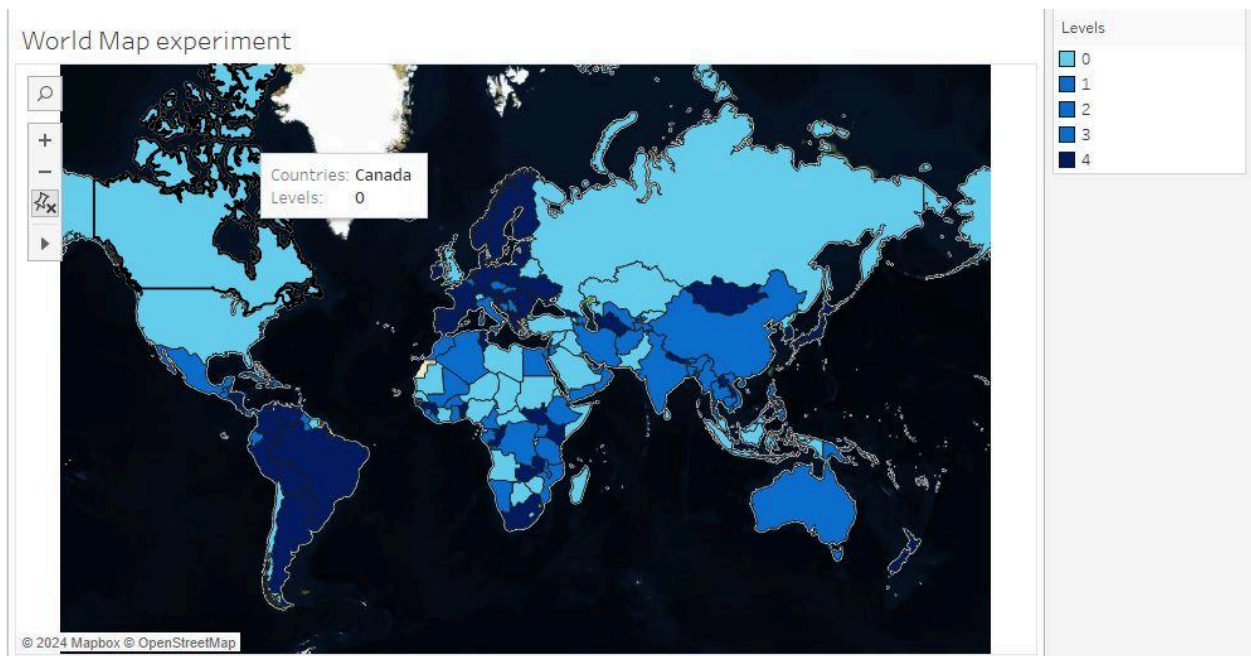 World Map experiment
Levels
0
1
2
3
4
Countries: Canada
Levels: 0
© 2024 Mapbox © OpenStreetMap